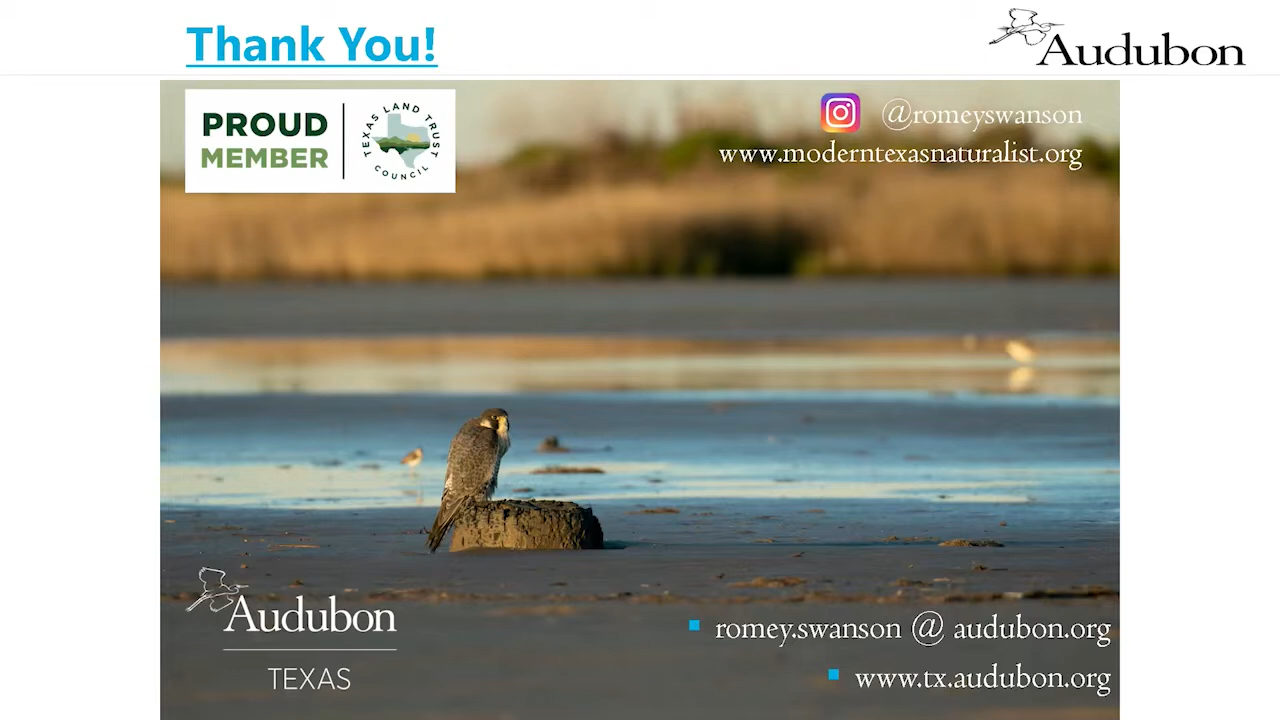 Thank You!
Audubon
PROUD
MEMBER
TEXAS LAND TRUST
COUNCIL
@romeyswanson
www.moderntexasnaturalist.org
Audubon
TEXAS
romey.swanson @ audubon.org
www.tx.audubon.org